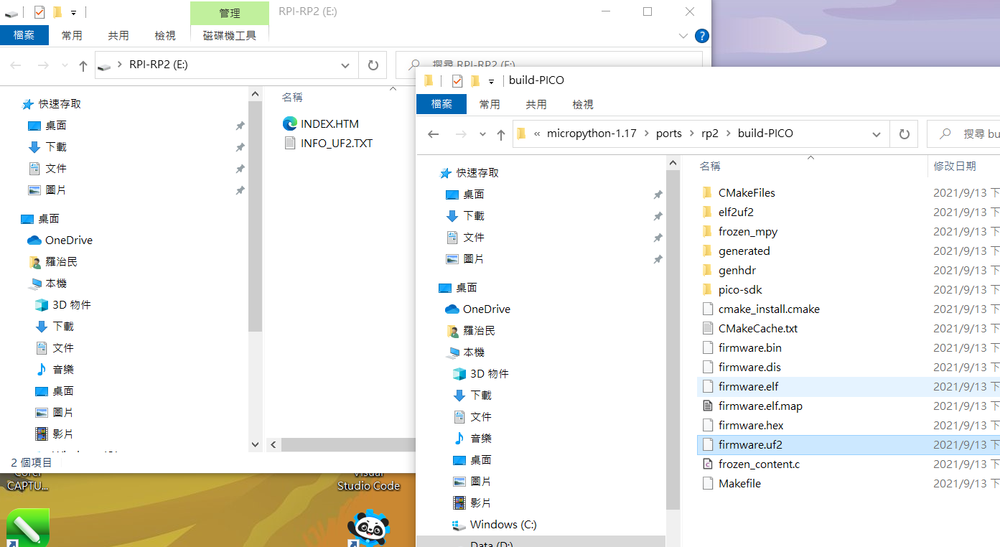 管理
RPI-RP2 (E:)
檔案
常用
共用
檢視
磁碟機工具
RPI-RP2 (E:)
搜尋 RPI-RP2 (E:)
快速存取
桌面
下載
文件
圖片
桌面
OneDrive
羅治民
本機
3D 物件
下載
文件
音樂
桌面
圖片
影片
名稱
INDEX.HTM
INFO_UF2.TXT
2 個項目
build-PICO
檔案
常用
共用
檢視
« micropython-1.17 › ports › rp2 › build-PICO
搜尋 bu
快速存取
桌面
下載
文件
圖片
桌面
OneDrive
羅治民
本機
3D 物件
下載
文件
音樂
桌面
圖片
影片
Windows (C:)
Data (D:)
名稱
修改日期
CMakeFiles
2021/9/13 下
elf2uf2
2021/9/13 下
frozen_mpy
2021/9/13 下
generated
2021/9/13 下
genhdr
2021/9/13 下
pico-sdk
2021/9/13 下
cmake_install.cmake
2021/9/13 下
CMakeCache.txt
2021/9/13 下
firmware.bin
2021/9/13 下
firmware.dis
2021/9/13 下
firmware.elf
2021/9/13 下
firmware.elf.map
2021/9/13 下
firmware.hex
2021/9/13 下
firmware.uf2
2021/9/13 下
frozen_content.c
2021/9/13 下
Makefile
2021/9/13 下
Corel
CAPTU...
Visual
Studio Code